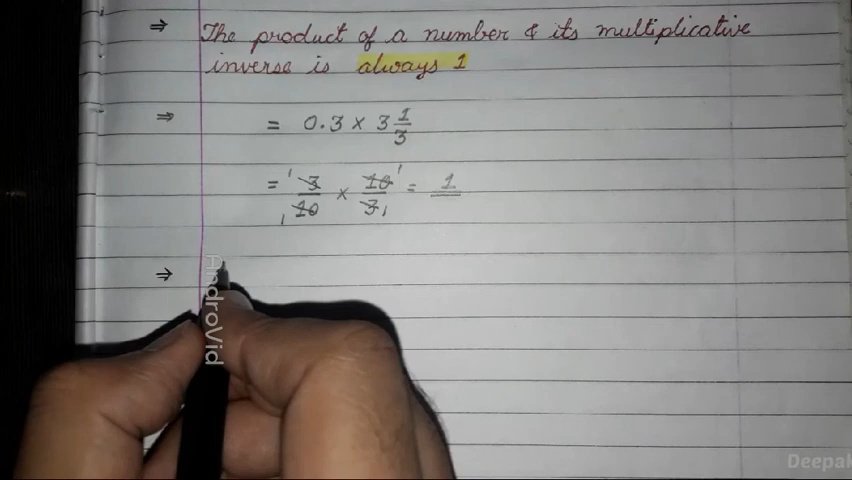 ⇒ The product of a number & its multiplicative
inverse is always 1
⇒ = 0.3 × 3 1/3
= 3/10 × 10/3 = 1
⇒
AndroVid
Deepak